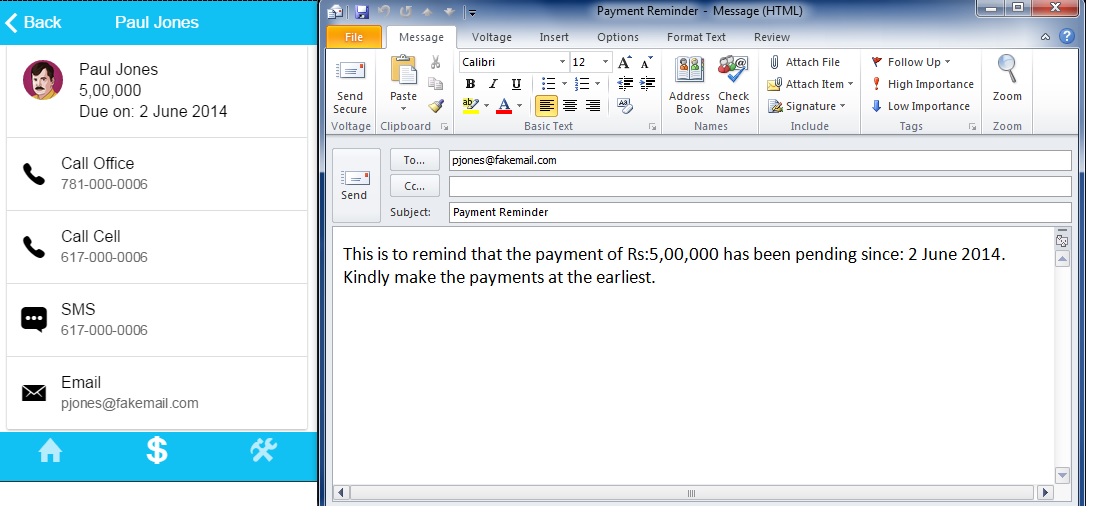 Back
Paul Jones
Paul Jones
5,00,000
Due on: 2 June 2014
Call Office
781-000-0006
Call Cell
617-000-0006
SMS
617-000-0006
Email
pjones@fakemail.com
Payment Reminder - Message (HTML)
File Message Voltage Insert Options Format Text Review
Send Secure
Voltage
Paste
Clipboard
Calibri 12
B I U
Basic Text
Address Book
Check Names
Names
Attach File
Attach Item
Signature
Include
Follow Up
High Importance
Low Importance
Tags
Zoom
Zoom
Send
To... pjones@fakemail.com
Cc...
Subject: Payment Reminder
This is to remind that the payment of Rs:5,00,000 has been pending since: 2 June 2014.
Kindly make the payments at the earliest.